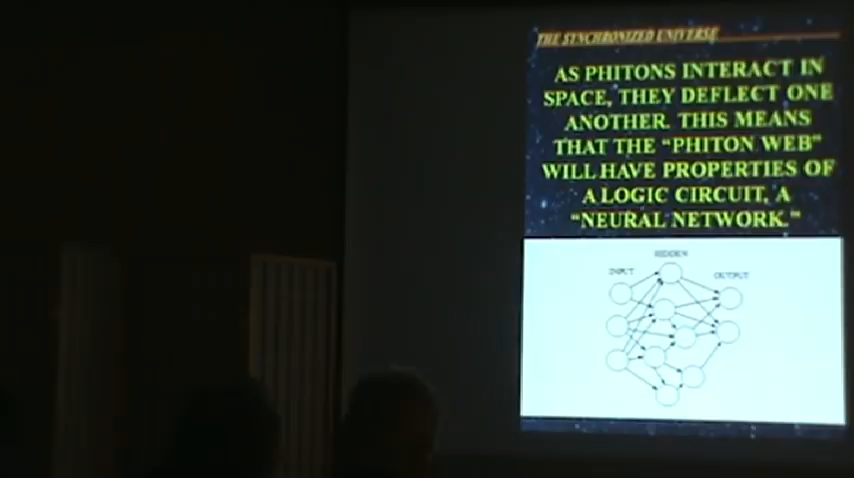 THE SYNCHRONIZED UNIVERSE
AS PHITONS INTERACT IN
SPACE, THEY DEFLECT ONE
ANOTHER. THIS MEANS
THAT THE "PHITON WEB"
WILL HAVE PROPERTIES OF
A LOGIC CIRCUIT, A
"NEURAL NETWORK."
HIDDEN
INPUT
OUTPUT